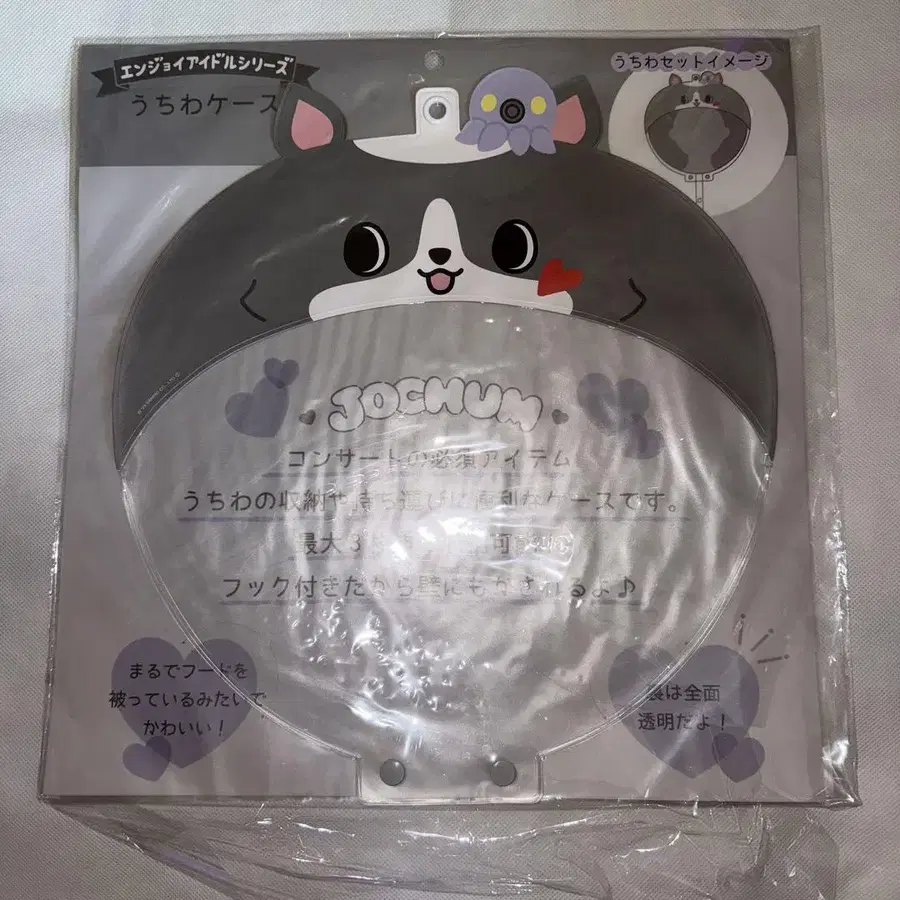 エンジョイアイドルシリーズ
うちわケース
うちわセットイメージ
JOCHUM
コンサートの必須アイテム
うちわの収納や持ち運びに便利なケースです。
最大3
可
フック付きだから壁にもかざれるよ♪
まるでフードを
被っているみたいで
かわいい！
裏は全面
透明だよ！